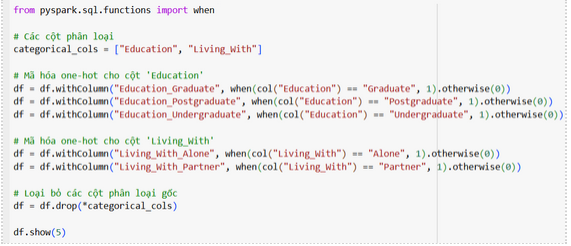 from pyspark.sql.functions import when
# Các cột phân loại
categorical_cols = ["Education", "Living_With"]
# Mã hóa one-hot cho cột 'Education'
df = df.withColumn("Education_Graduate", when(col("Education") == "Graduate", 1).otherwise(0))
df = df.withColumn("Education_Postgraduate", when(col("Education") == "Postgraduate", 1).otherwise(0))
df = df.withColumn("Education_Undergraduate", when(col("Education") == "Undergraduate", 1).otherwise(0))
# Mã hóa one-hot cho cột 'Living_With'
df = df.withColumn("Living_With_Alone", when(col("Living_With") == "Alone", 1).otherwise(0))
df = df.withColumn("Living_With_Partner", when(col("Living_With") == "Partner", 1).otherwise(0))
# Loại bỏ các cột phân loại gốc
df = df.drop(*categorical_cols)
df.show(5)